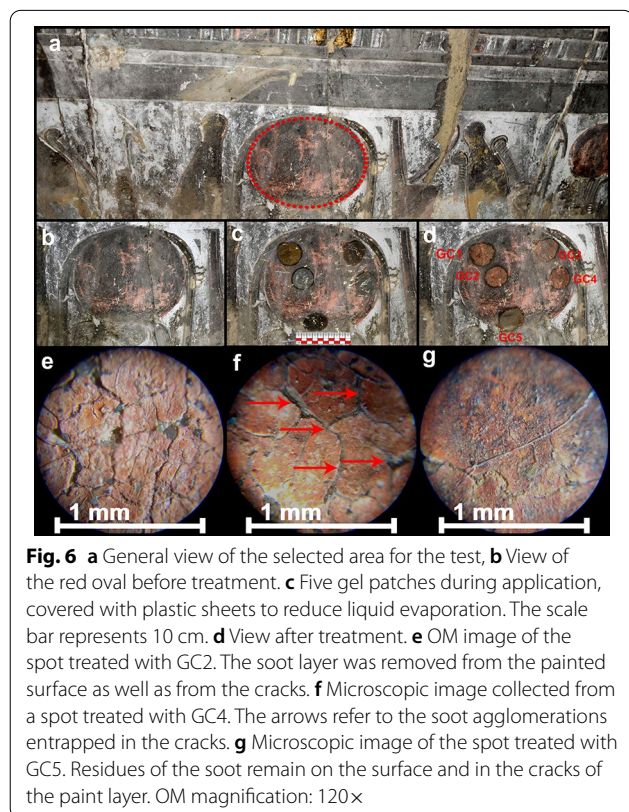 a
b
c
d
GC1
GC4
GC5
e
f
g
1 mm
1 mm
1 mm
Fig. 6 a General view of the selected area for the test, b View of
the red oval before treatment. c Five gel patches during application,
covered with plastic sheets to reduce liquid evaporation. The scale
bar represents 10 cm. d View after treatment. e OM image of the
spot treated with GC2. The soot layer was removed from the painted
surface as well as from the cracks. f Microscopic image collected from
a spot treated with GC4. The arrows refer to the soot agglomerations
entrapped in the cracks. g Microscopic image of the spot treated with
GC5. Residues of the soot remain on the surface and in the cracks of
the paint layer. OM magnification: 120×